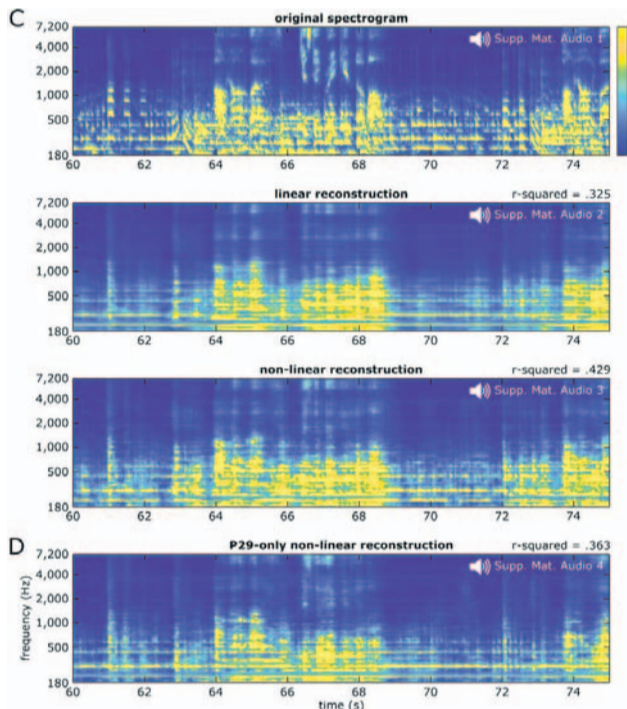 C
original spectrogram
Supp. Mat. Audio 1
7,200
4,000
2,000
1,000
500
180
60 62 64 66 68 70 72 74
linear reconstruction r-squared = .325
Supp. Mat. Audio 2
7,200
4,000
2,000
1,000
500
180
60 62 64 66 68 70 72 74
non-linear reconstruction r-squared = .429
Supp. Mat. Audio 3
7,200
4,000
2,000
1,000
500
180
60 62 64 66 68 70 72 74
D
P29-only non-linear reconstruction r-squared = .363
Supp. Mat. Audio 4
7,200
4,000
2,000
1,000
500
180
frequency (Hz)
60 62 64 66 68 70 72 74
time (s)